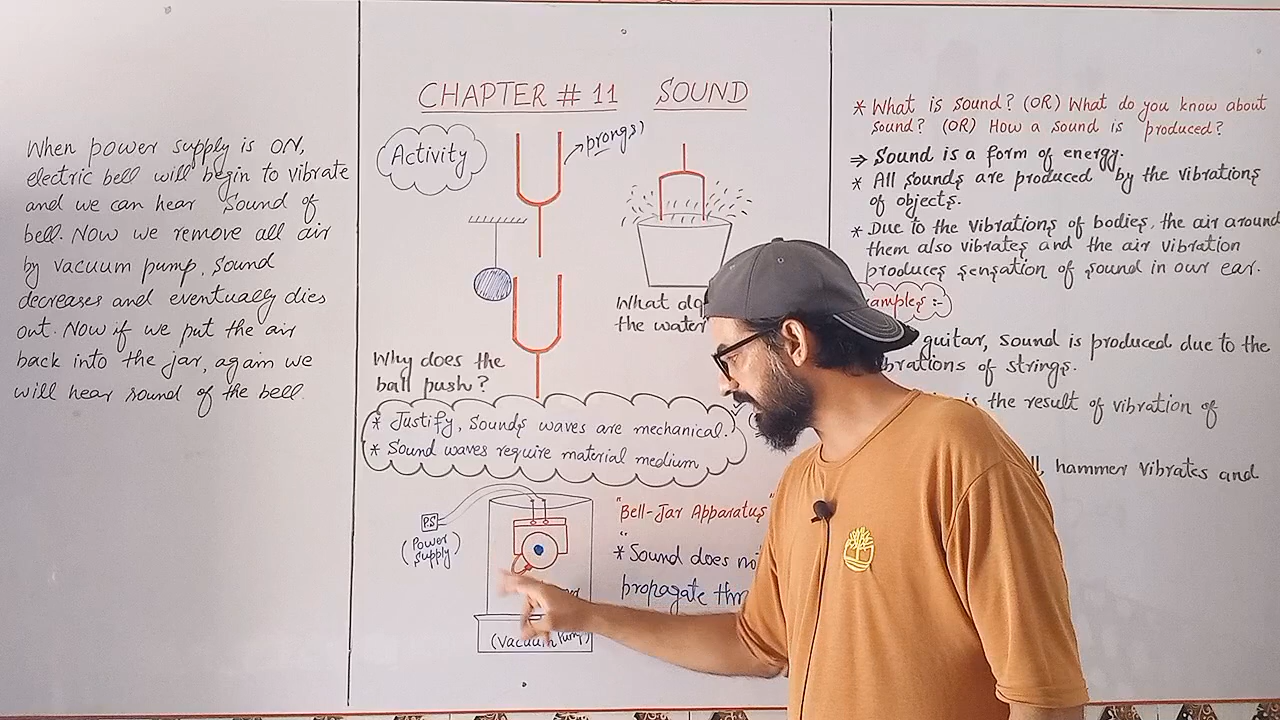 When power supply is ON,
electric bell will begin to vibrate
and we can hear sound of
bell. Now we remove all air
by vacuum pump, sound
decreases and eventually dies
out. Now if we put the air
back into the jar, again we
will hear sound of the bell.
CHAPTER # 11 SOUND
Activity
prongs)
What do
the water
Why does the
ball push?
* Justify, Sounds waves are mechanical.
* Sound waves require material medium
PS
(Power
supply)
(Vacuum Pump)
"Bell-Jar Apparatus"
* Sound does
propagate
* What is sound? (OR) What do you know about
sound? (OR) How a sound is produced?
⇒ Sound is a form of energy.
* All sounds are produced by the vibrations
of objects.
* Due to the vibrations of bodies, the air around
them also vibrates and the air vibration
produces sensation of sound in our ear.
amples :-
guitar, sound is produced due to the
brations of strings.
is the result of vibration of
hammer vibrates and